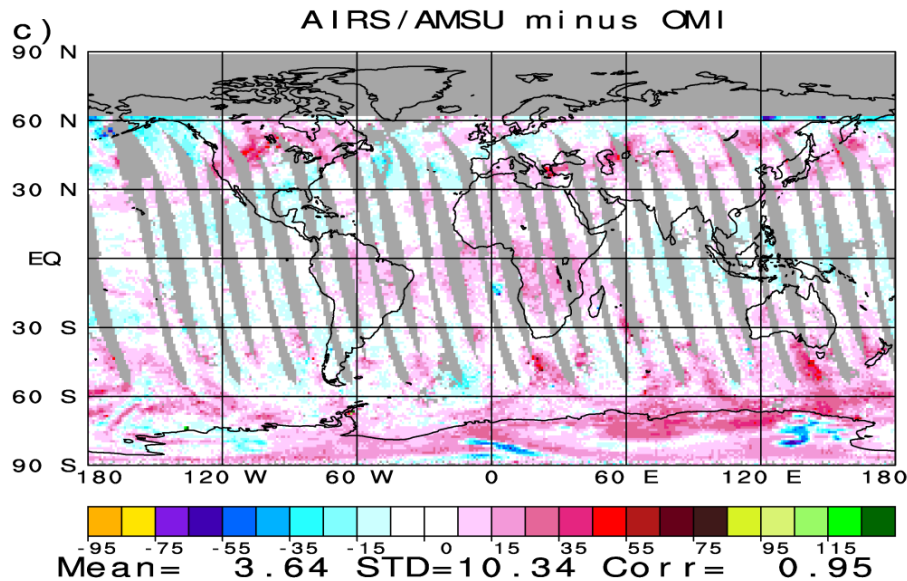 c)
AIRS/AMSU minus OMI
90 N
60 N
30 N
EQ
30 S
60 S
90 S
180 120 W 60 W 0 60 E 120 E 180
-95 -75 -55 -35 -15 0 15 35 55 75 95 115
Mean= 3.64 STD=10.34 Corr= 0.95